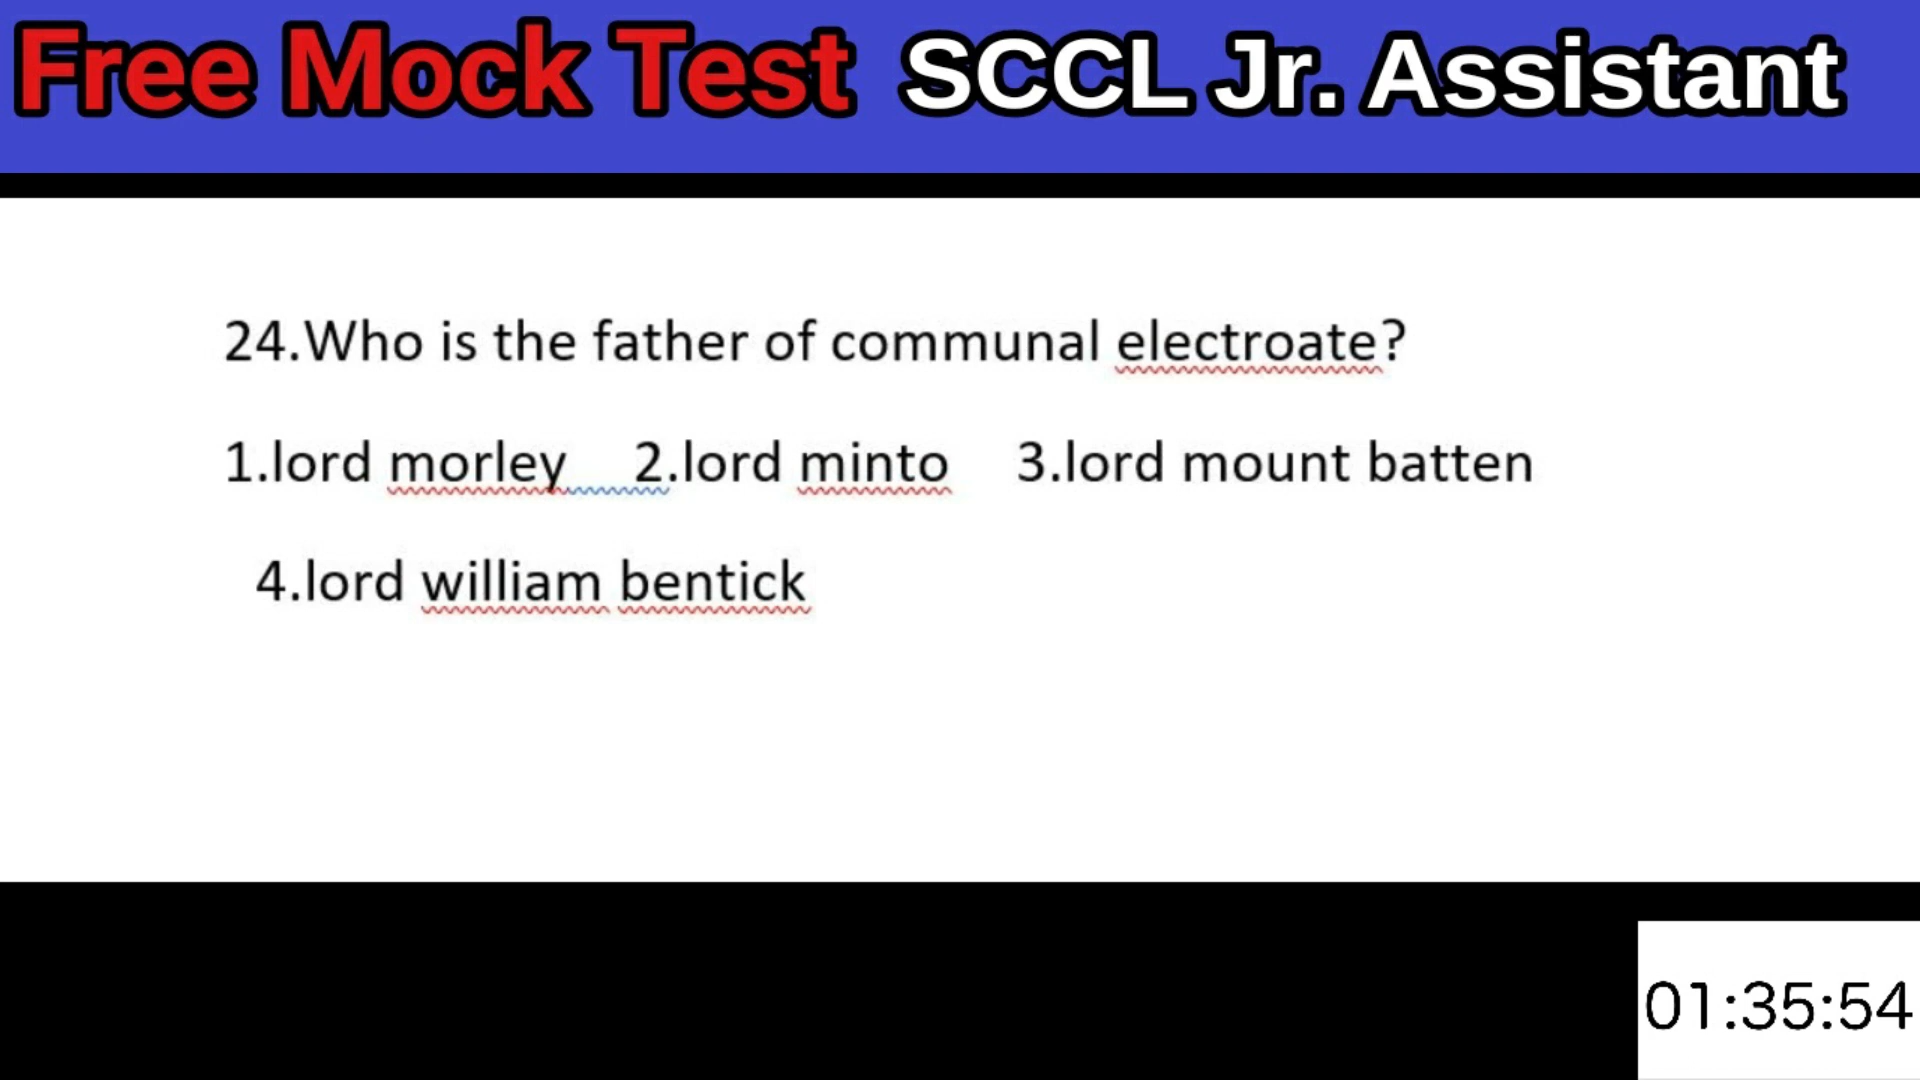 Free Mock Test SCCL Jr. Assistant
24.Who is the father of communal electroate?
1.lord morley 2.lord minto 3.lord mount batten
4.lord william bentick
01:35:54